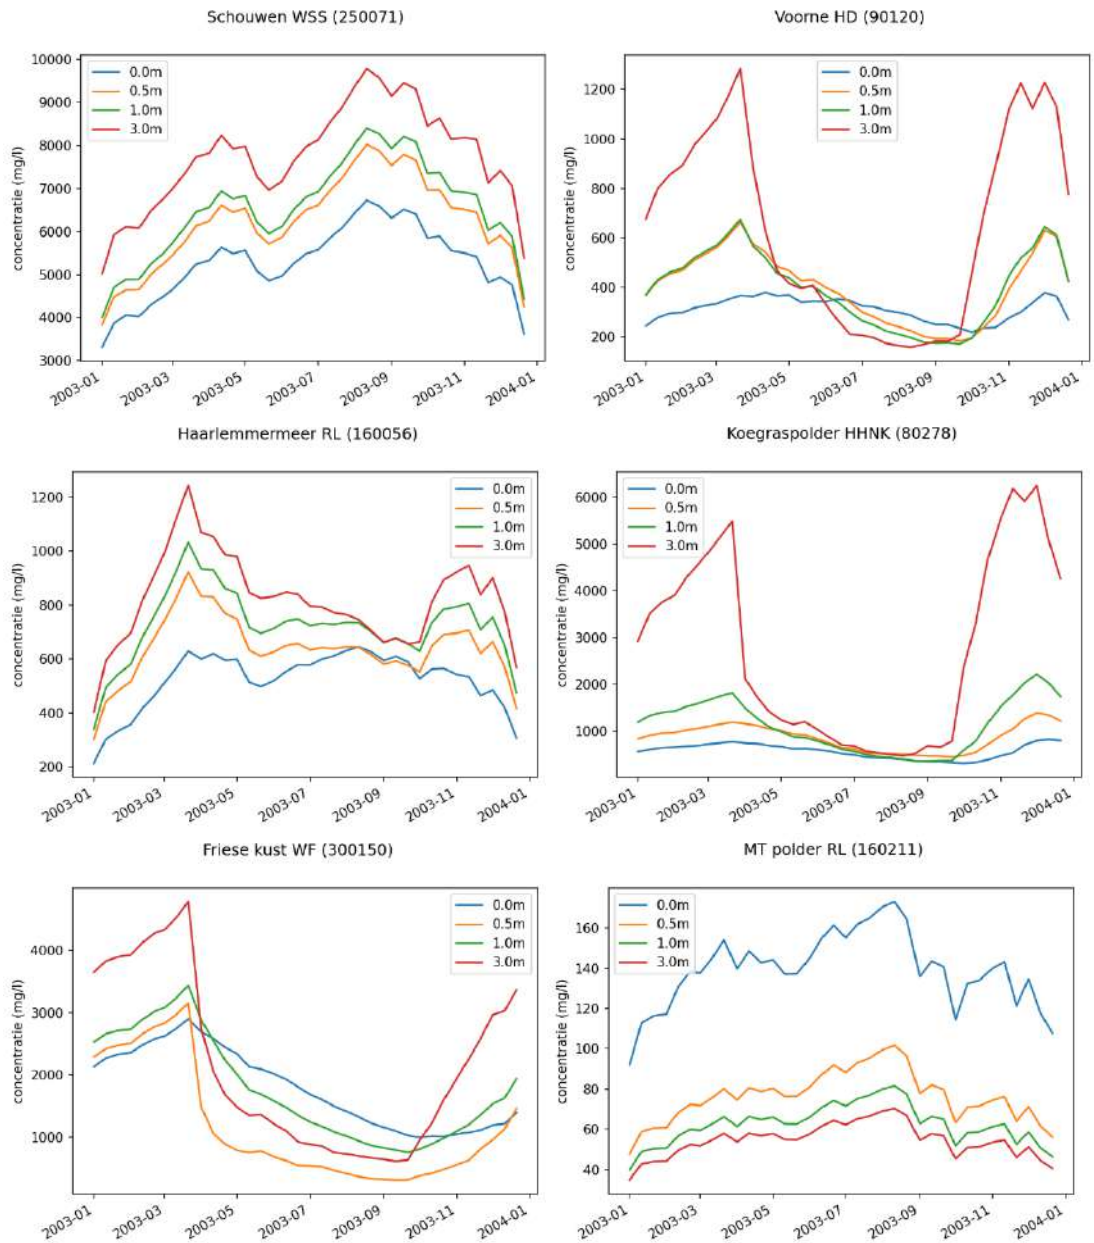 Schouwen WSS (250071)
concentratie (mg/l)
10000
9000
8000
7000
6000
5000
4000
3000
0.0m
0.5m
1.0m
3.0m
2003-01
2003-03
2003-05
2003-07
2003-09
2003-11
2004-01
Voorne HD (90120)
concentratie (mg/l)
1200
1000
800
600
400
200
0.0m
0.5m
1.0m
3.0m
2003-01
2003-03
2003-05
2003-07
2003-09
2003-11
2004-01
Haarlemmermeer RL (160056)
concentratie (mg/l)
1200
1000
800
600
400
200
0.0m
0.5m
1.0m
3.0m
2003-01
2003-03
2003-05
2003-07
2003-09
2003-11
2004-01
Koegraspolder HHNK (80278)
concentratie (mg/l)
6000
5000
4000
3000
2000
1000
0.0m
0.5m
1.0m
3.0m
2003-01
2003-03
2003-05
2003-07
2003-09
2003-11
2004-01
Friese kust WF (300150)
concentratie (mg/l)
4000
3000
2000
1000
0.0m
0.5m
1.0m
3.0m
2003-01
2003-03
2003-05
2003-07
2003-09
2003-11
2004-01
MT polder RL (160211)
concentratie (mg/l)
160
140
120
100
80
60
40
0.0m
0.5m
1.0m
3.0m
2003-01
2003-03
2003-05
2003-07
2003-09
2003-11
2004-01